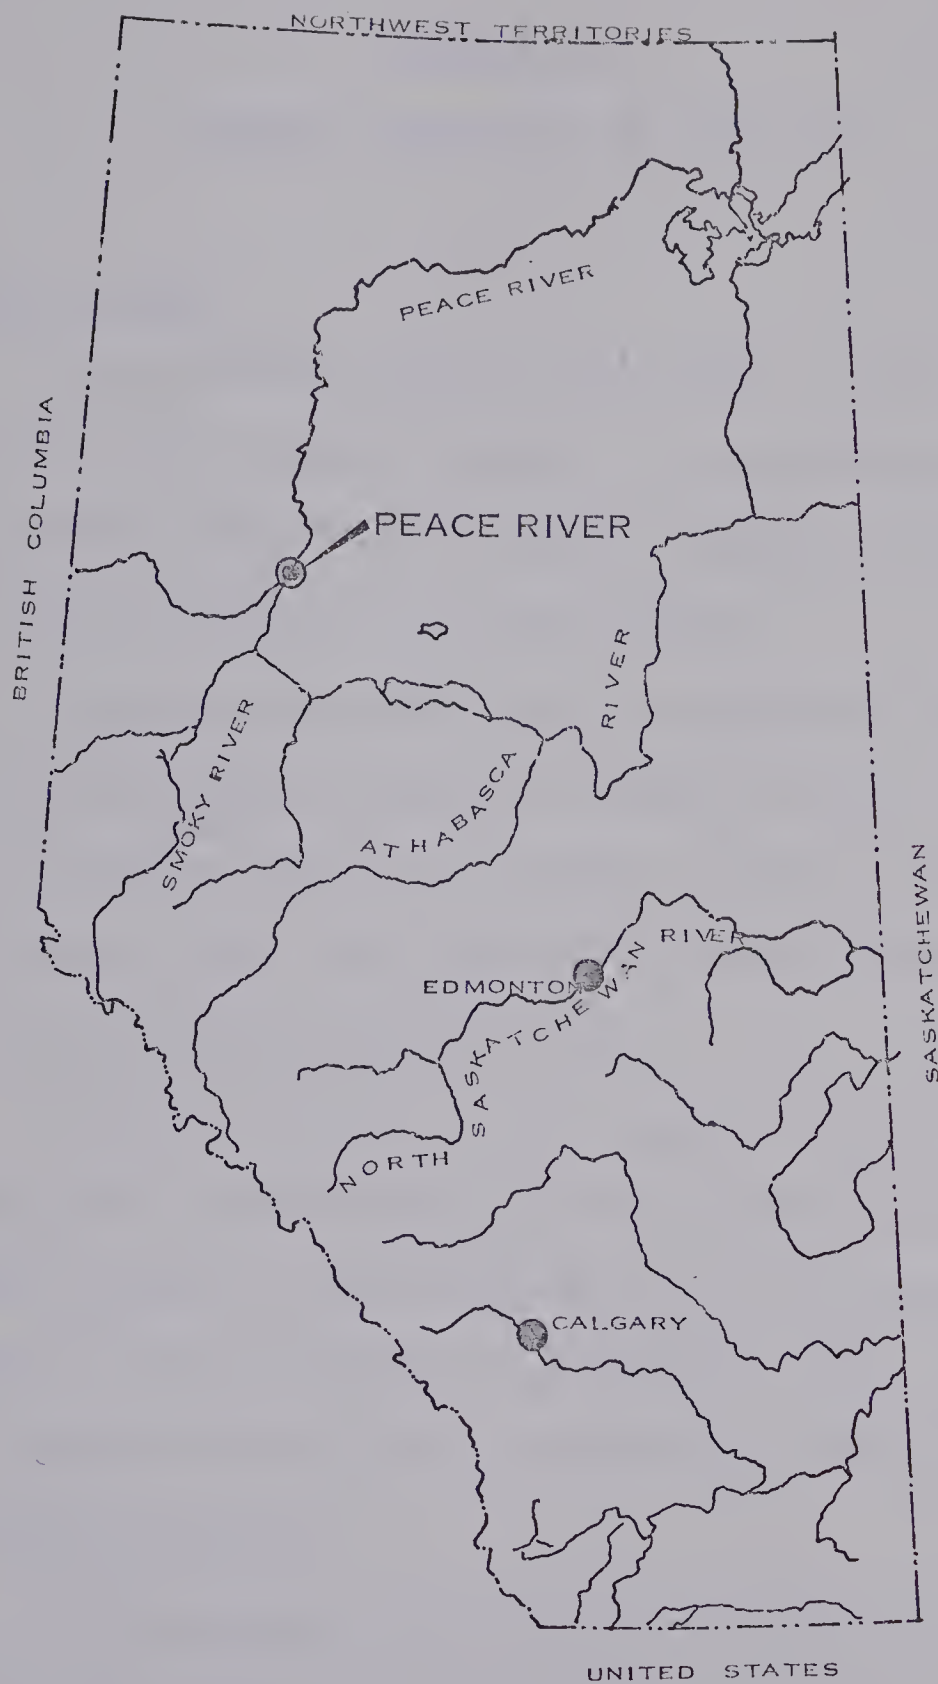 NORTHWEST TERRITORIES
PEACE RIVER
BRITISH COLUMBIA
PEACE RIVER
SMOKY RIVER
ATHABASCA RIVER
SASKATCHEWAN
EDMONTON
NORTH SASKATCHEWAN RIVER
CALGARY
UNITED STATES